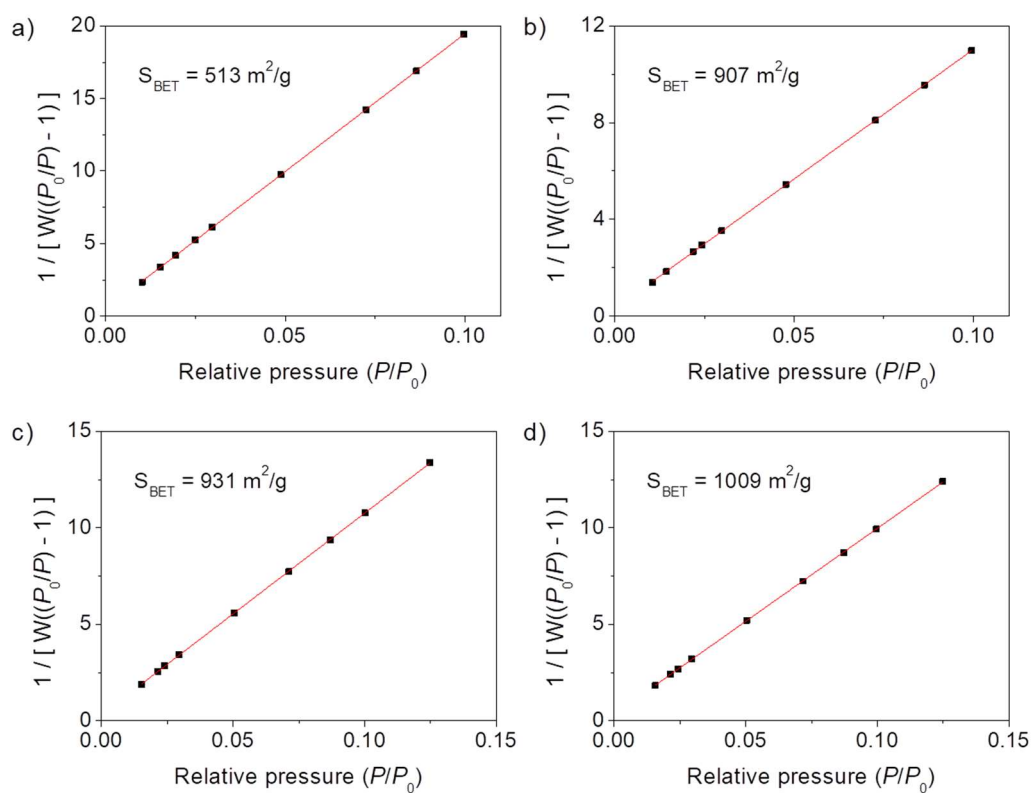 a)
20
15
10
5
0
S_BET = 513 m²/g
1 / [ W((P₀/P) - 1) ]
0.00
0.05
0.10
Relative pressure (P/P₀)
b)
12
8
4
0
S_BET = 907 m²/g
1 / [ W((P₀/P) - 1) ]
0.00
0.05
0.10
Relative pressure (P/P₀)
c)
15
10
5
0
S_BET = 931 m²/g
1 / [ W((P₀/P) - 1) ]
0.00
0.05
0.10
0.15
Relative pressure (P/P₀)
d)
15
10
5
0
S_BET = 1009 m²/g
1 / [ W((P₀/P) - 1) ]
0.00
0.05
0.10
0.15
Relative pressure (P/P₀)